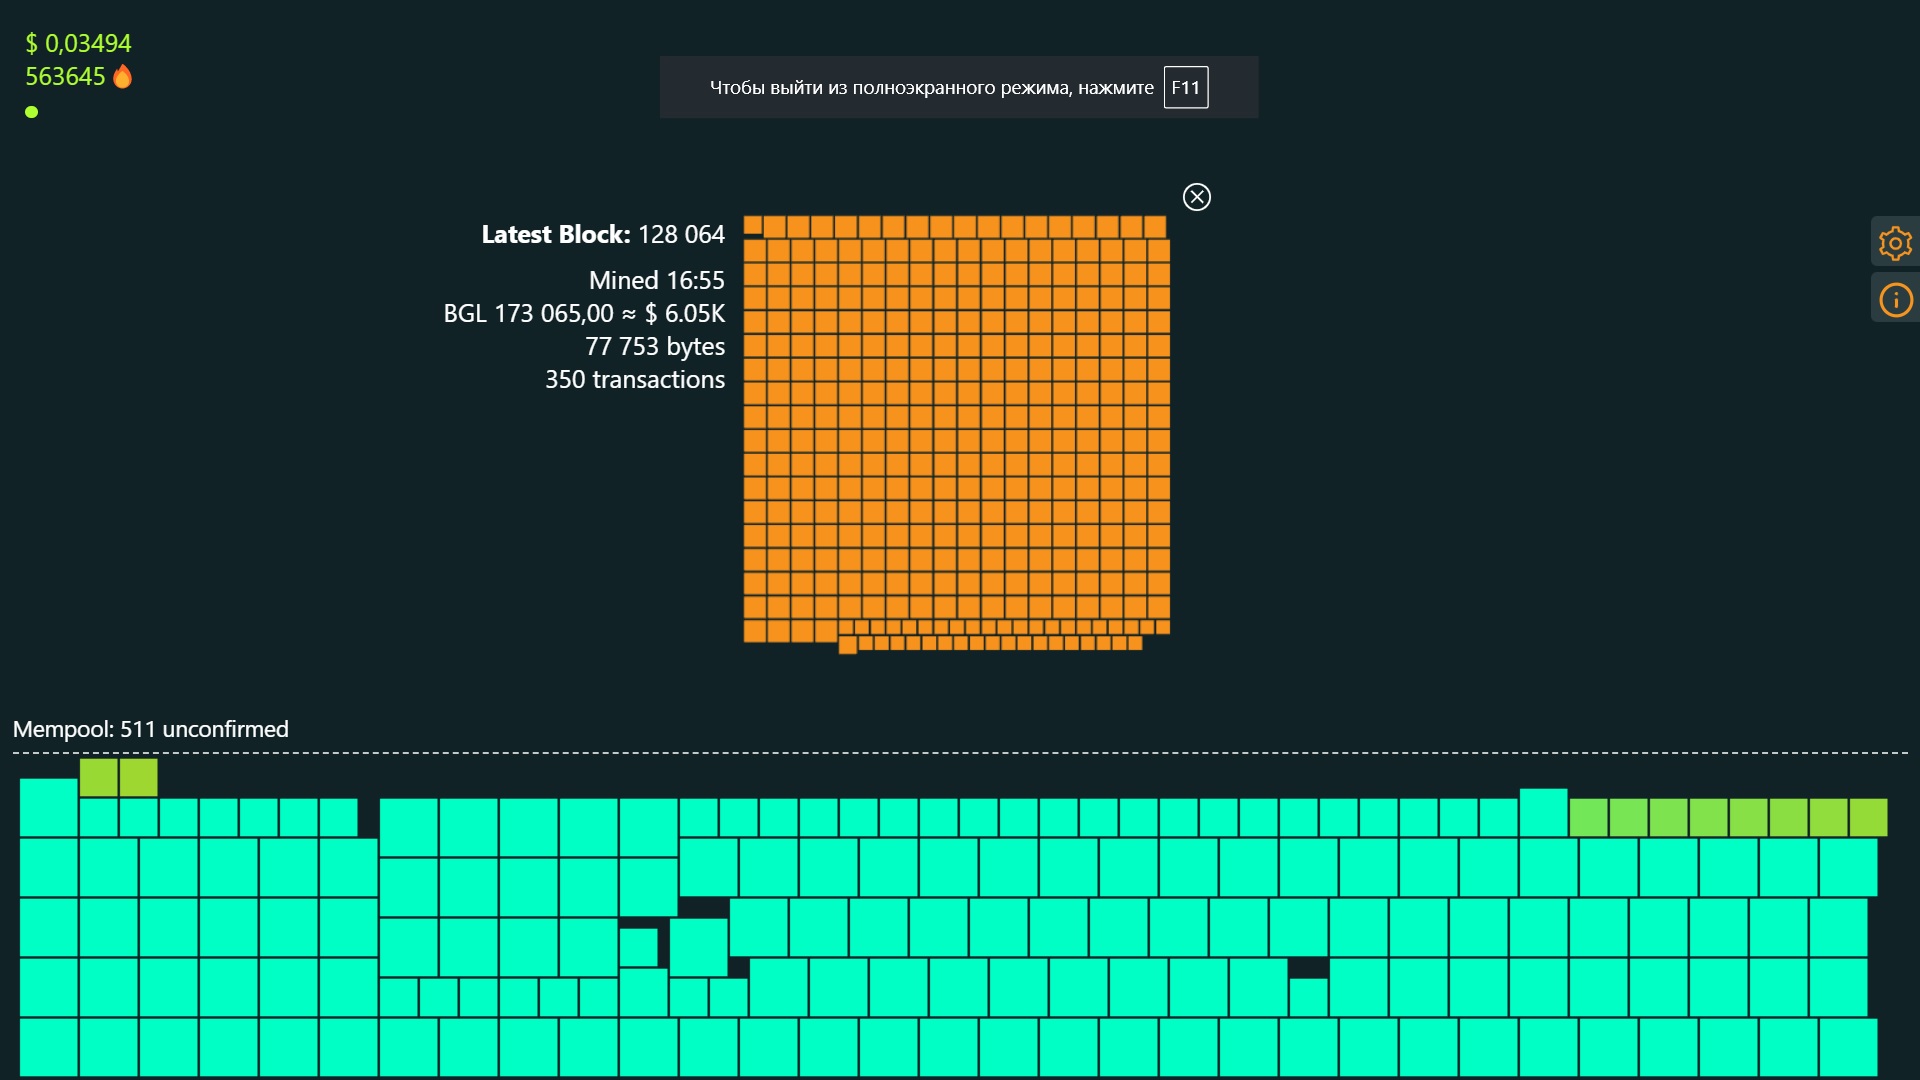 $ 0,03494
563645
Чтобы выйти из полноэкранного режима, нажмите F11
Latest Block: 128 064
Mined 16:55
BGL 173 065,00 ≈ $ 6.05K
77 753 bytes
350 transactions
Mempool: 511 unconfirmed